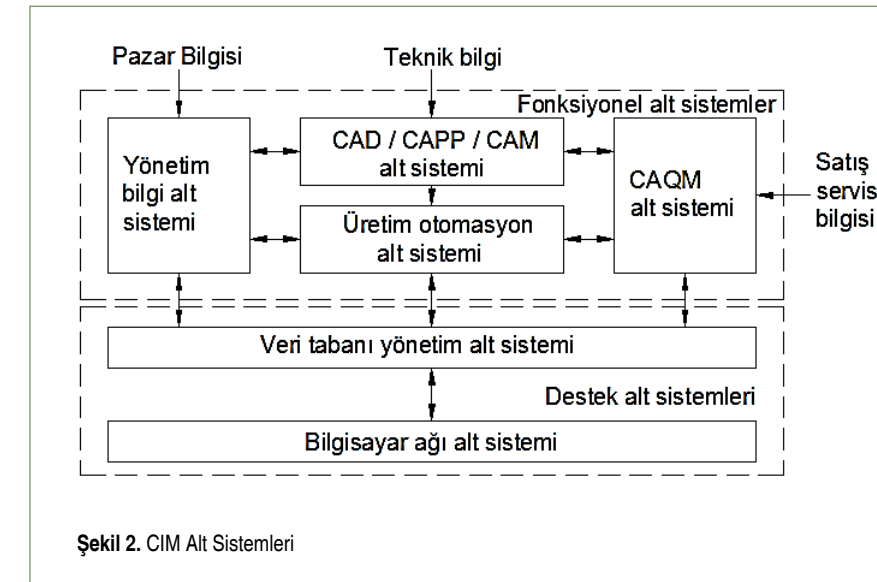 Pazar Bilgisi
Teknik bilgi
Fonksiyonel alt sistemler
Yönetim
bilgi alt
sistemi
CAD / CAPP / CAM
alt sistemi
Üretim otomasyon
alt sistemi
CAQM
alt sistemi
Satış
servis
bilgisi
Veri tabanı yönetim alt sistemi
Destek alt sistemleri
Bilgisayar ağı alt sistemi
Şekil 2. CIM Alt Sistemleri